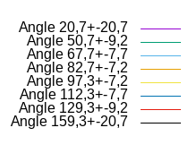 Angle 20,7+-20,7
Angle 50,7+-9,2
Angle 67,7+-7,7
Angle 82,7+-7,2
Angle 97,3+-7,2
Angle 112,3+-7,7
Angle 129,3+-9,2
Angle 159,3+-20,7